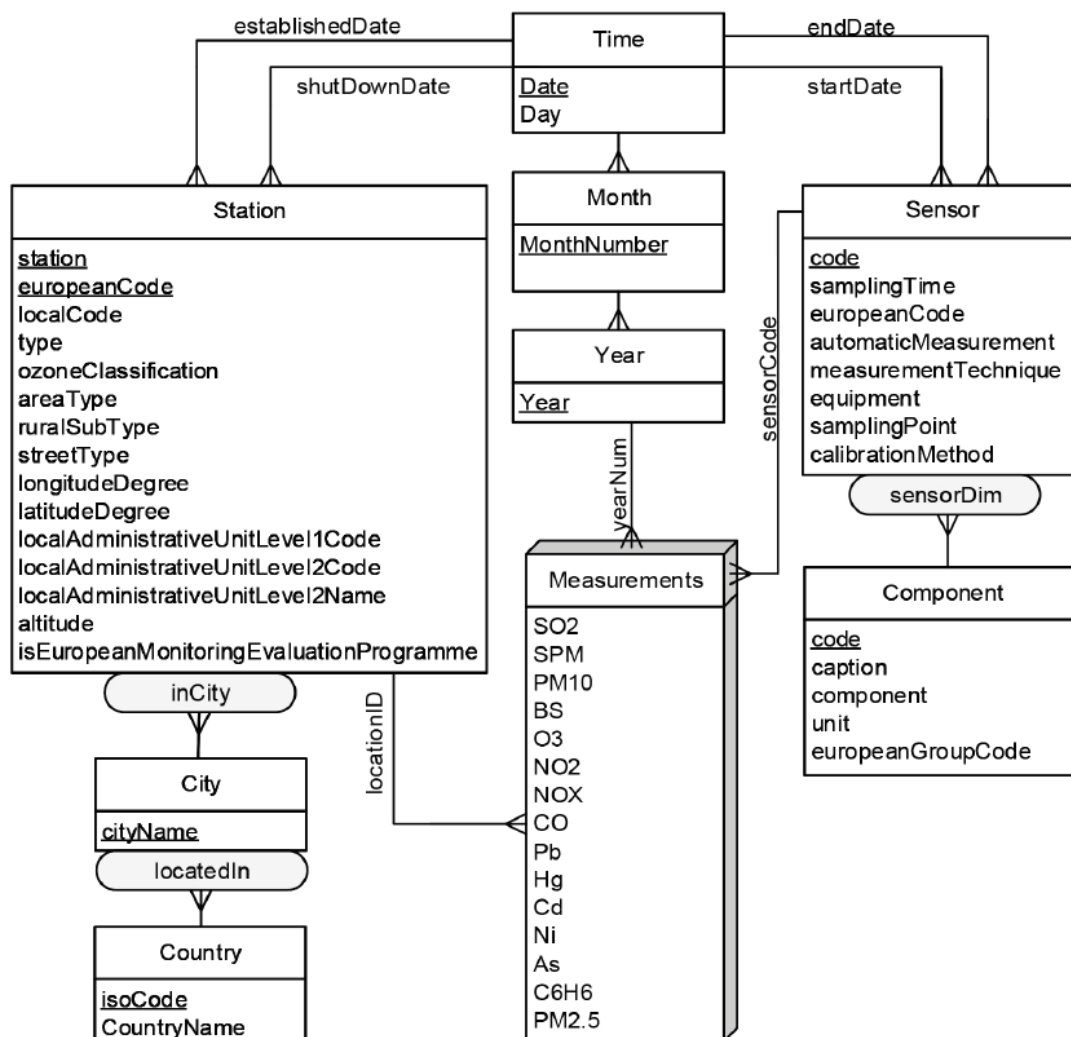 establishedDate
Time
endDate
shutDownDate
Date
Day
startDate
Station
station
europeanCode
localCode
type
ozoneClassification
areaType
ruralSubType
streetType
longitudeDegree
latitudeDegree
localAdministrativeUnitLevel1Code
localAdministrativeUnitLevel2Code
localAdministrativeUnitLevel2Name
altitude
isEuropeanMonitoringEvaluationProgramme
Month
MonthNumber
Year
Year
yearNum
sensorCode
Sensor
code
samplingTime
europeanCode
automaticMeasurement
measurementTechnique
equipment
samplingPoint
calibrationMethod
sensorDim
Component
code
caption
component
unit
europeanGroupCode
inCity
locationID
City
cityName
locatedIn
Country
isoCode
CountryName
Measurements
SO2
SPM
PM10
BS
O3
NO2
NOX
CO
Pb
Hg
Cd
Ni
As
C6H6
PM2.5